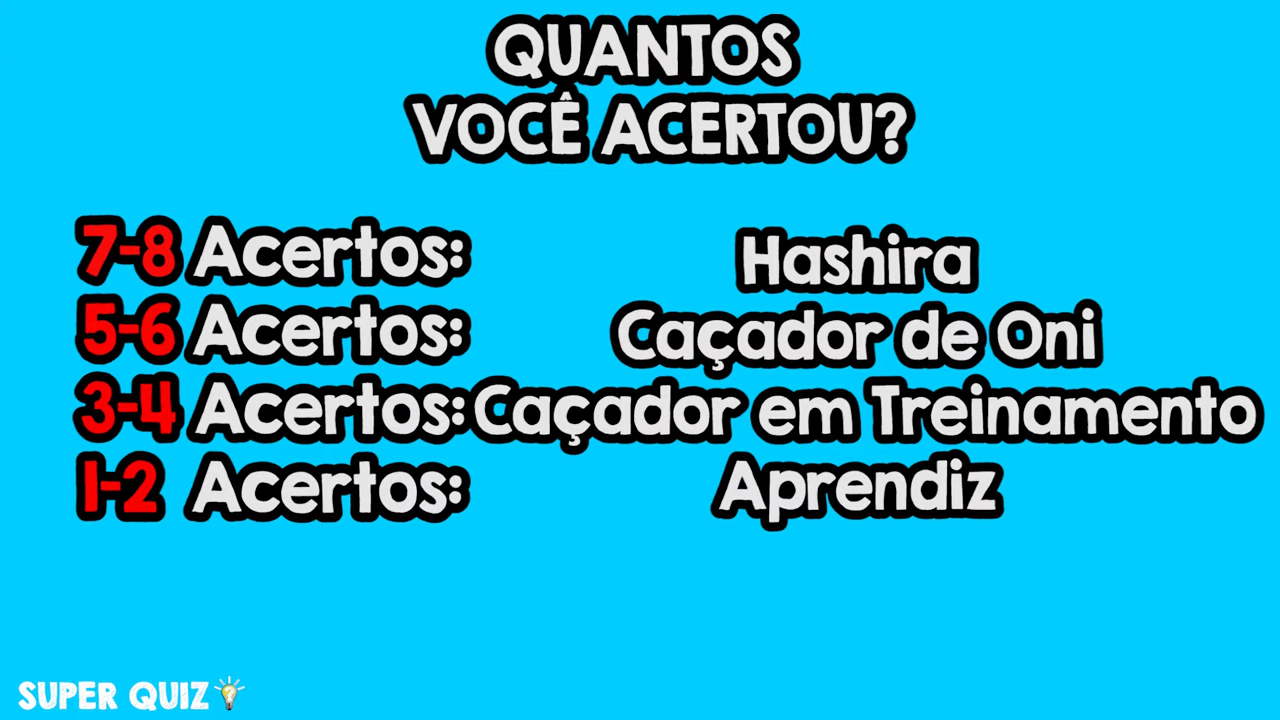 QUANTOS
VOCÊ ACERTOU?
7-8 Acertos: Hashira
5-6 Acertos: Caçador de Oni
3-4 Acertos: Caçador em Treinamento
1-2 Acertos: Aprendiz
SUPER QUIZ